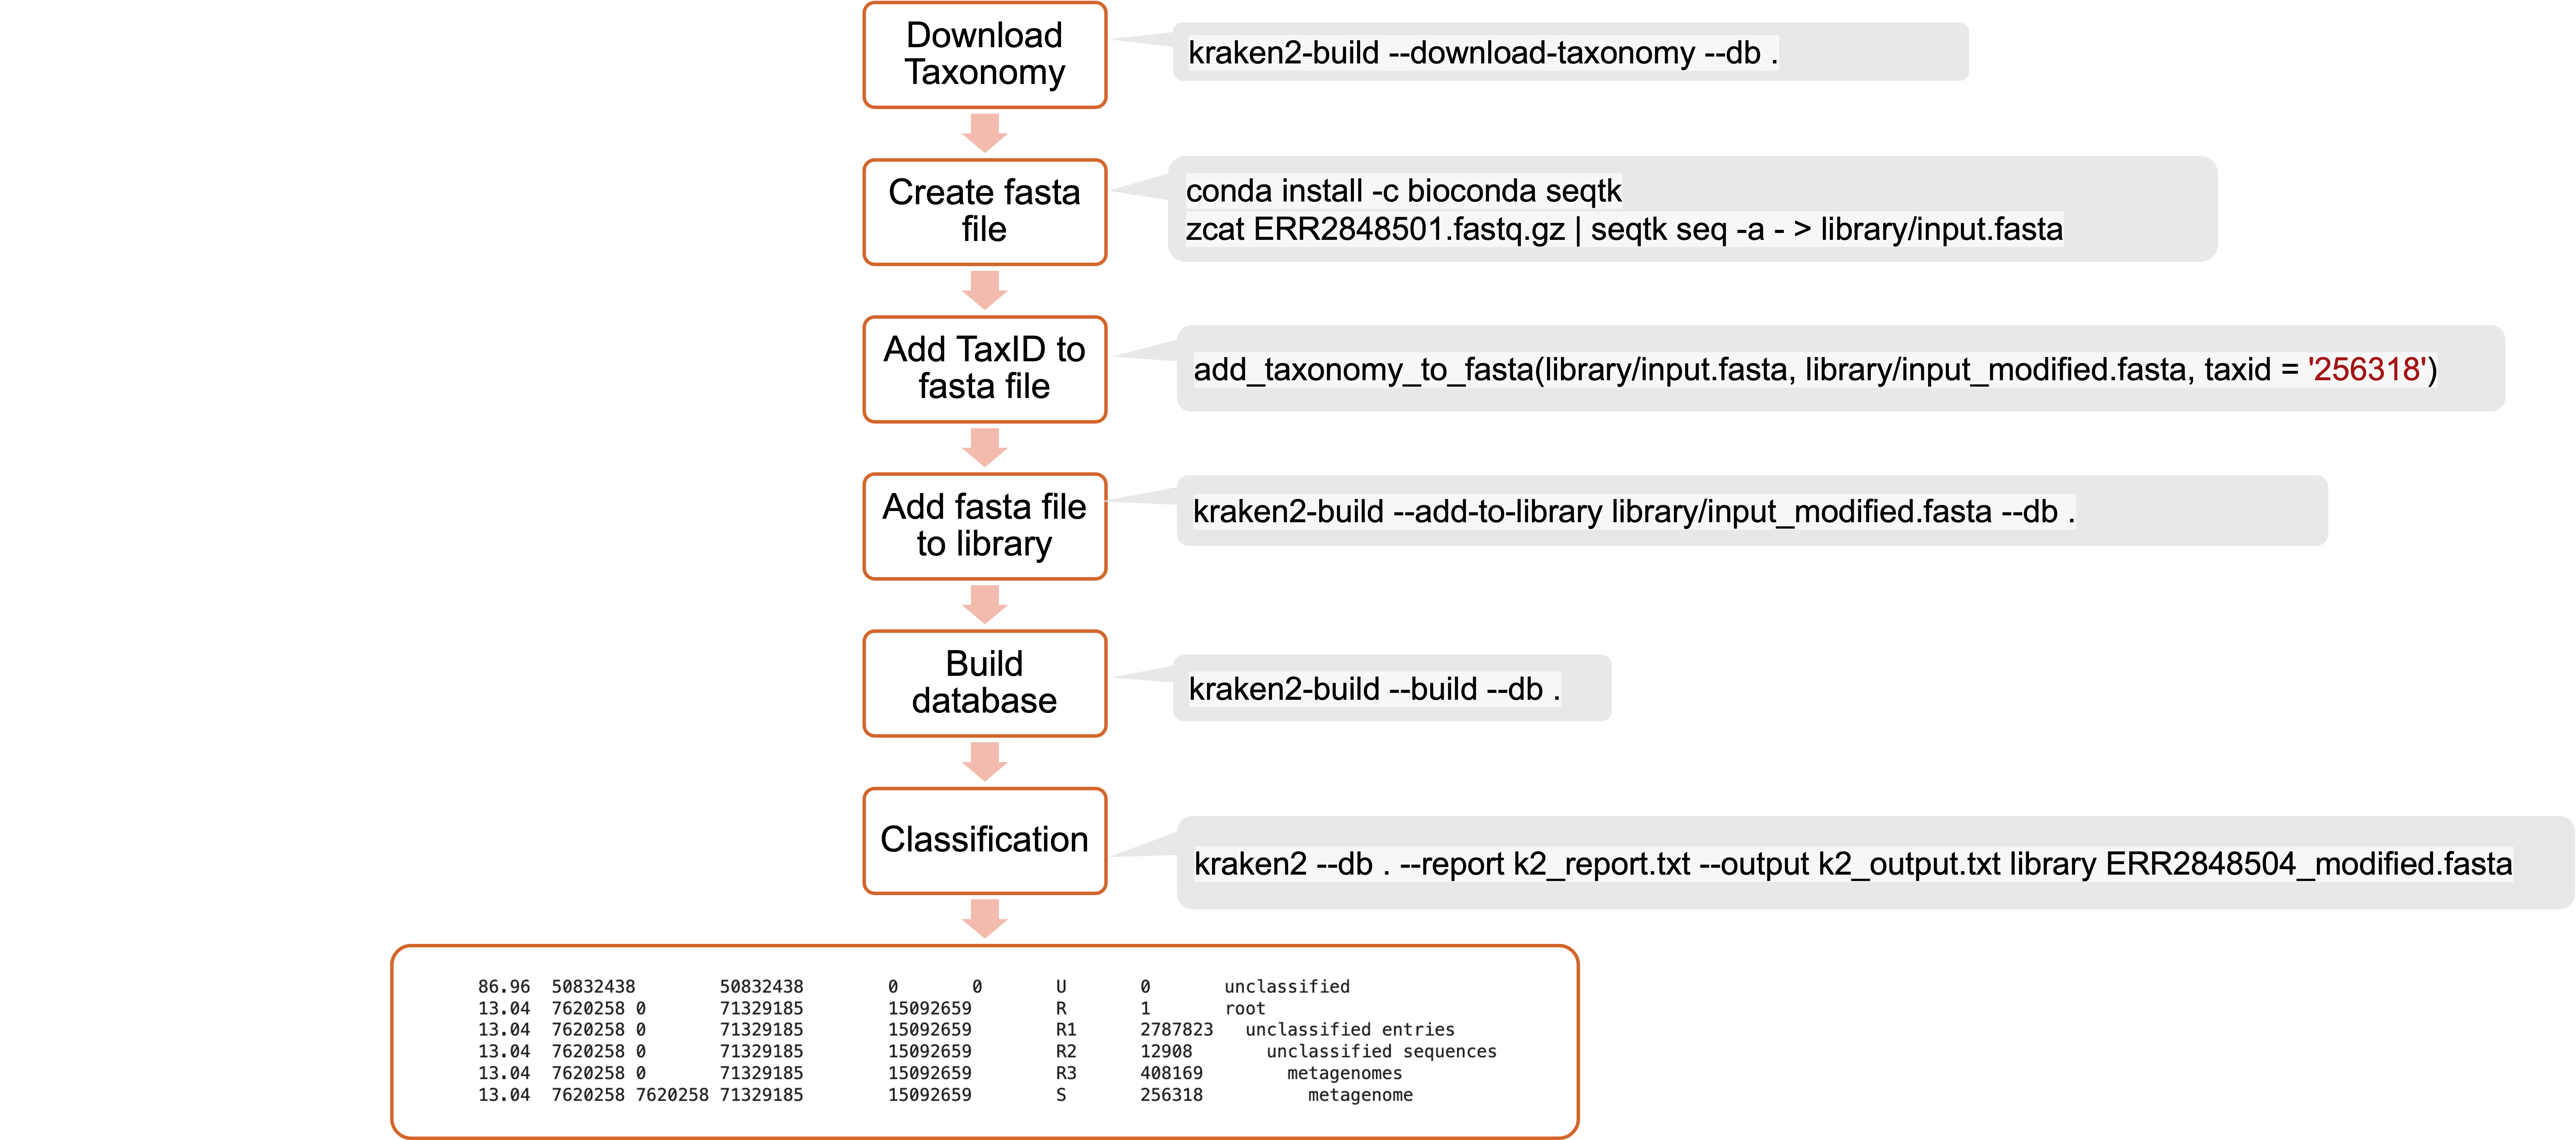 Download
Taxonomy
kraken2-build --download-taxonomy --db .
Create fasta
file
conda install -c bioconda seqtk
zcat ERR2848501.fastq.gz | seqtk seq -a - > library/input.fasta
Add TaxID to
fasta file
add_taxonomy_to_fasta(library/input.fasta, library/input_modified.fasta, taxid = '256318')
Add fasta file
to library
kraken2-build --add-to-library library/input_modified.fasta --db .
Build
database
kraken2-build --build --db .
Classification
kraken2 --db . --report k2_report.txt --output k2_output.txt library ERR2848504_modified.fasta
86.96 50832438 50832438 0 0 U 0 unclassified
13.04 7620258 0 71329185 15092659 R 1 root
13.04 7620258 0 71329185 15092659 R1 2787823 unclassified entries
13.04 7620258 0 71329185 15092659 R2 12908 unclassified sequences
13.04 7620258 0 71329185 15092659 R3 408169 metagenomes
13.04 7620258 7620258 71329185 15092659 S 256318 metagenome